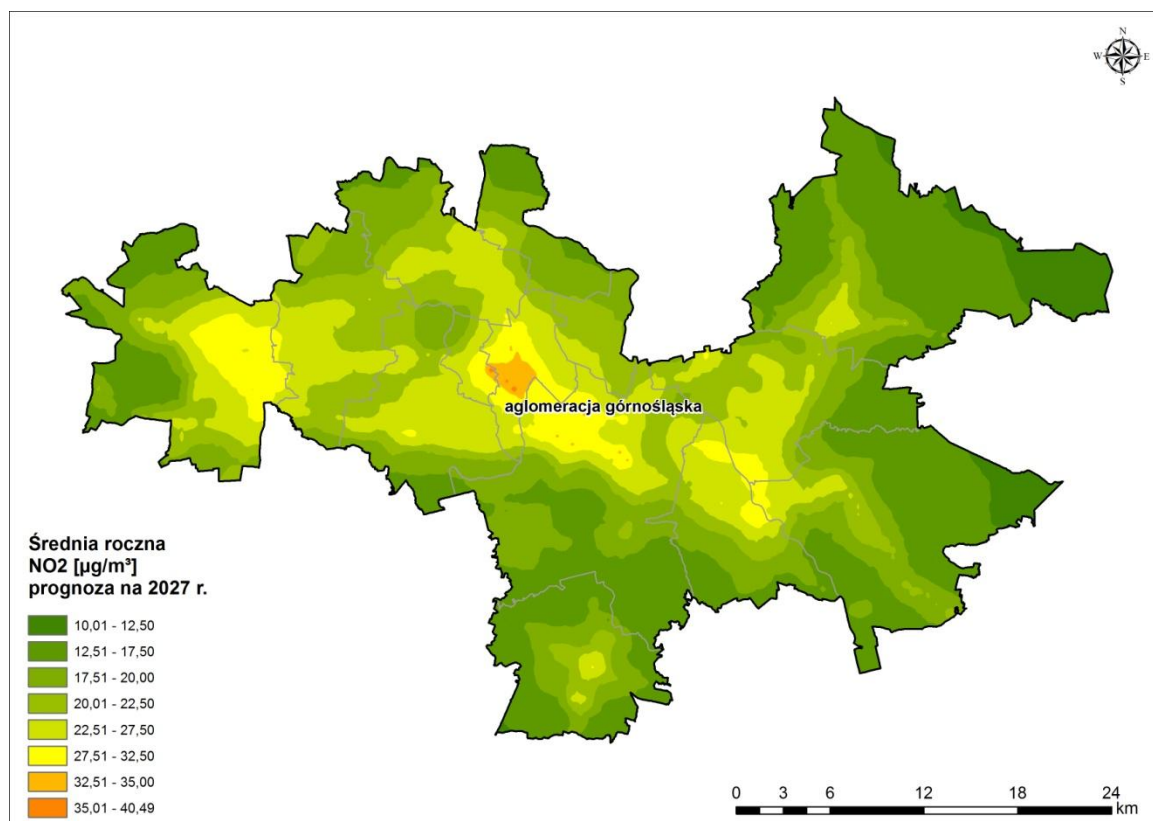 N
W E
S
aglomeracja górnośląska
Średnia roczna
NO2 [µg/m³]
prognoza na 2027 r.
10,01 - 12,50
12,51 - 17,50
17,51 - 20,00
20,01 - 22,50
22,51 - 27,50
27,51 - 32,50
32,51 - 35,00
35,01 - 40,49
0 3 6 12 18 24
km